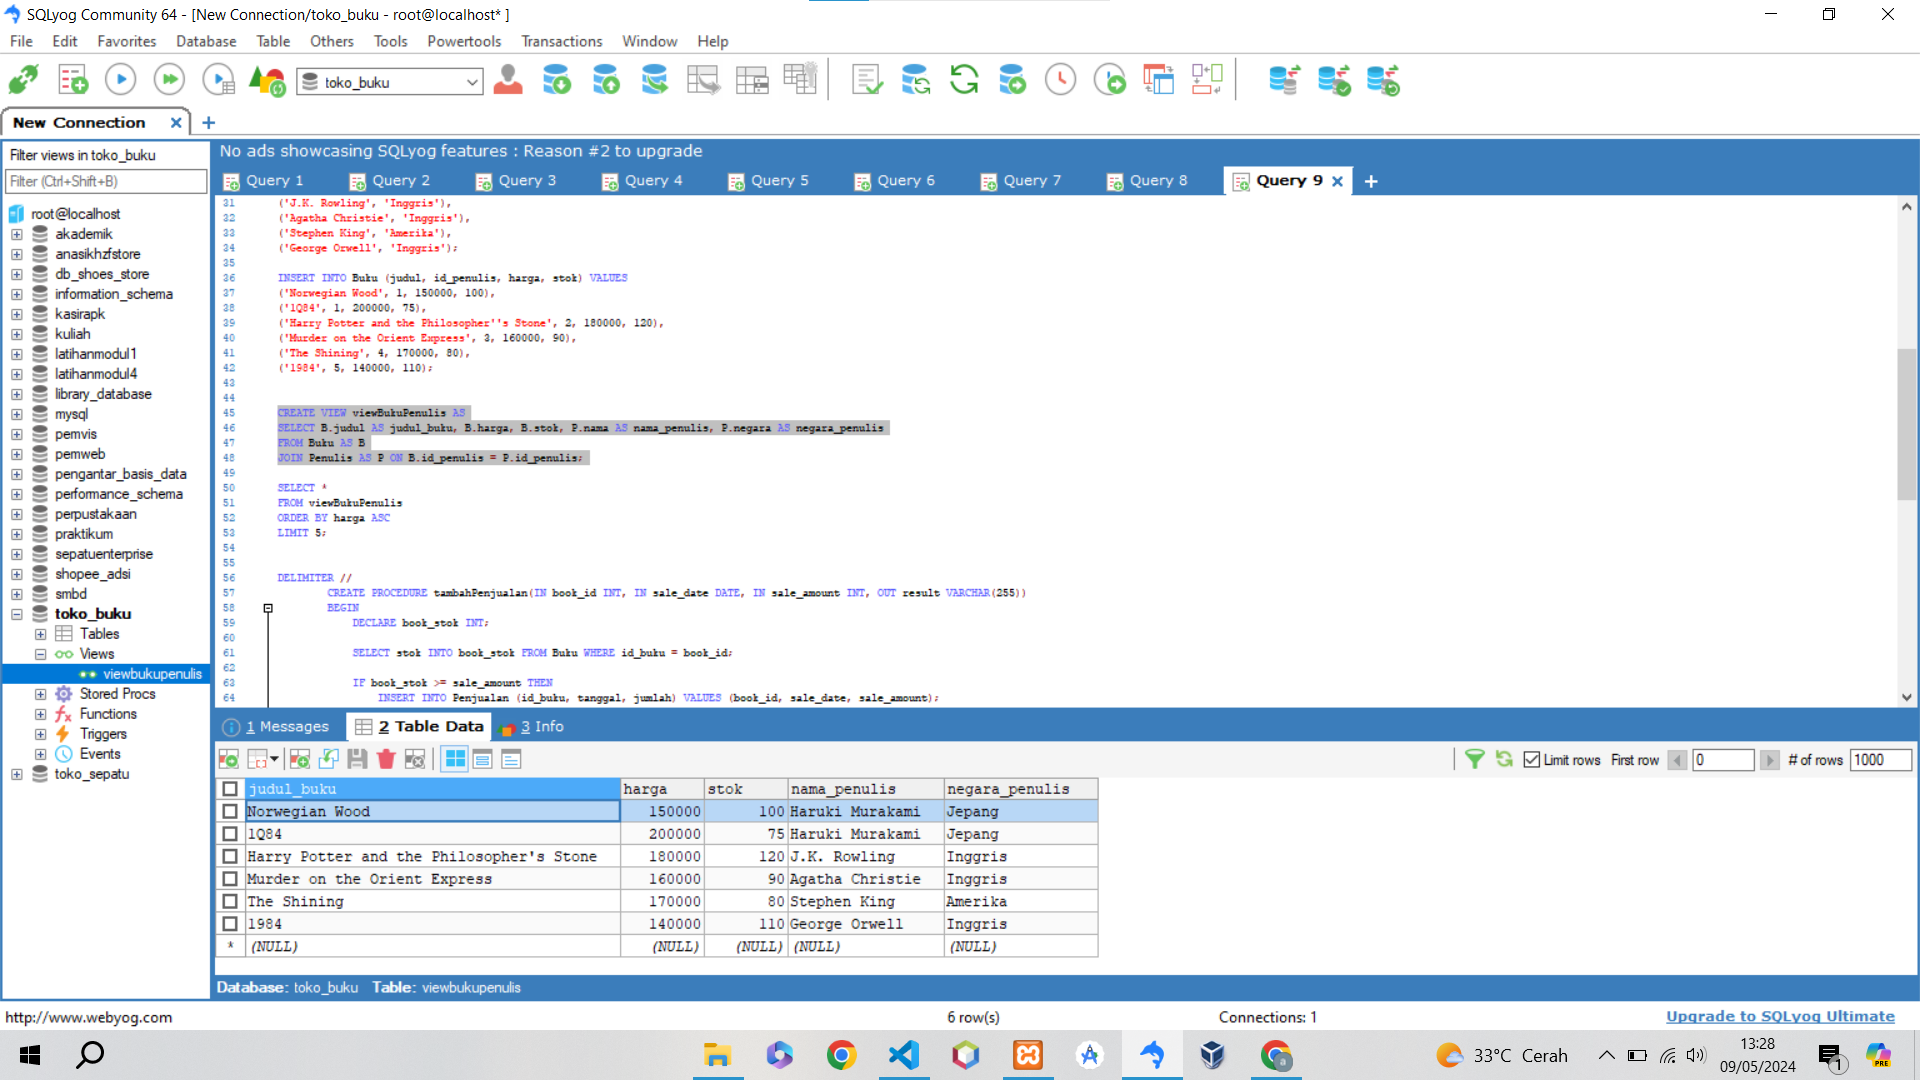 SQLyog Community 64 - [New Connection/toko_buku - root@localhost* ]
File Edit Favorites Database Table Others Tools Powertools Transactions Window Help
toko_buku
New Connection
Filter views in toko_buku
Filter (Ctrl+Shift+B)
root@localhost
akademik
anasikhzfstore
db_shoes_store
information_schema
kasirapk
kuliah
latihanmodul1
latihanmodul4
library_database
mysql
pemvis
pemweb
pengantar_basis_data
performance_schema
perpustakaan
praktikum
sepatuenterprise
shopee_adsi
smbd
toko_buku
Tables
Views
viewbukupenulis
Stored Procs
Functions
Triggers
Events
toko_sepatu
No ads showcasing SQLyog features : Reason #2 to upgrade
Query 1 Query 2 Query 3 Query 4 Query 5 Query 6 Query 7 Query 8 Query 9
31 ('J.K. Rowling', 'Inggris'),
32 ('Agatha Christie', 'Inggris'),
33 ('Stephen King', 'Amerika'),
34 ('George Orwell', 'Inggris');
35
36 INSERT INTO Buku (judul, id_penulis, harga, stok) VALUES
37 ('Norwegian Wood', 1, 150000, 100),
38 ('1Q84', 1, 200000, 75),
39 ('Harry Potter and the Philosopher''s Stone', 2, 180000, 120),
40 ('Murder on the Orient Express', 3, 160000, 90),
41 ('The Shining', 4, 170000, 80),
42 ('1984', 5, 140000, 110);
43
44
45 CREATE VIEW viewBukuPenulis AS
46 SELECT B.judul AS judul_buku, B.harga, B.stok, P.nama AS nama_penulis, P.negara AS negara_penulis
47 FROM Buku AS B
48 JOIN Penulis AS P ON B.id_penulis = P.id_penulis;
49
50 SELECT *
51 FROM viewBukuPenulis
52 ORDER BY harga ASC
53 LIMIT 5;
54
55
56 DELIMITER //
57 CREATE PROCEDURE tambahPenjualan(IN book_id INT, IN sale_date DATE, IN sale_amount INT, OUT result VARCHAR(255))
58 BEGIN
59 DECLARE book_stok INT;
60
61 SELECT stok INTO book_stok FROM Buku WHERE id_buku = book_id;
62
63 IF book_stok >= sale_amount THEN
64 INSERT INTO Penjualan (id_buku, tanggal, jumlah) VALUES (book_id, sale_date, sale_amount);
1 Messages 2 Table Data 3 Info
Limit rows First row 0 # of rows 1000
judul_buku harga stok nama_penulis negara_penulis
Norwegian Wood 150000 100 Haruki Murakami Jepang
1Q84 200000 75 Haruki Murakami Jepang
Harry Potter and the Philosopher's Stone 180000 120 J.K. Rowling Inggris
Murder on the Orient Express 160000 90 Agatha Christie Inggris
The Shining 170000 80 Stephen King Amerika
1984 140000 110 George Orwell Inggris
* (NULL) (NULL) (NULL) (NULL) (NULL)
Database: toko_buku Table: viewbukupenulis
http://www.webyog.com 6 row(s) Connections: 1 Upgrade to SQLyog Ultimate
33°C Cerah
13:28
09/05/2024
1
PRE